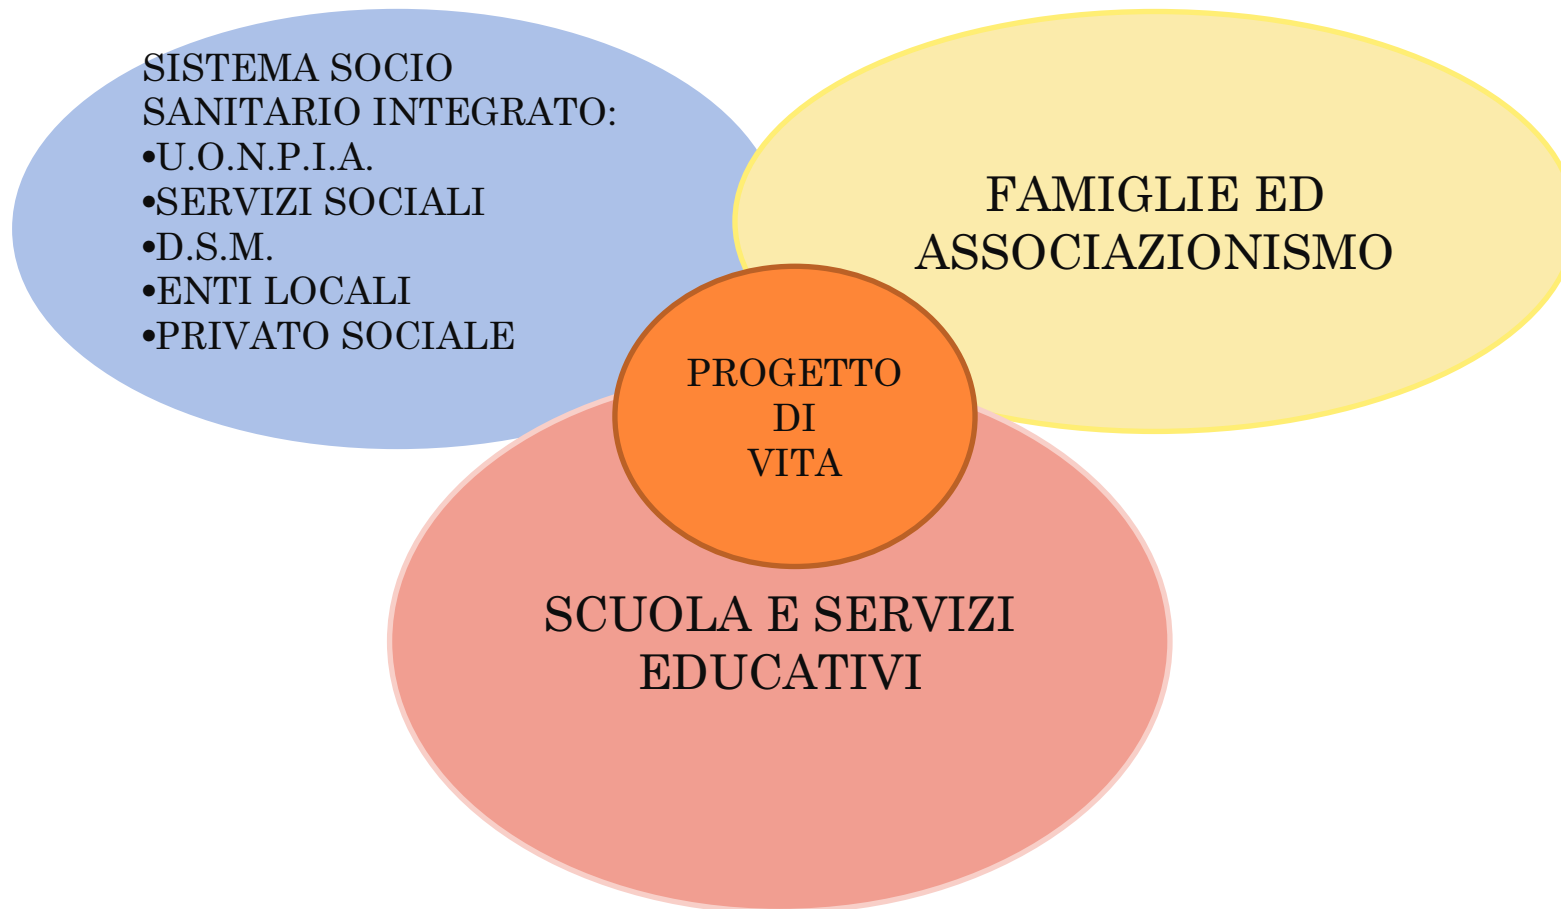 SISTEMA SOCIO
SANITARIO INTEGRATO:
•U.O.N.P.I.A.
•SERVIZI SOCIALI
•D.S.M.
•ENTI LOCALI
•PRIVATO SOCIALE
FAMIGLIE ED
ASSOCIAZIONISMO
PROGETTO
DI
VITA
SCUOLA E SERVIZI
EDUCATIVI